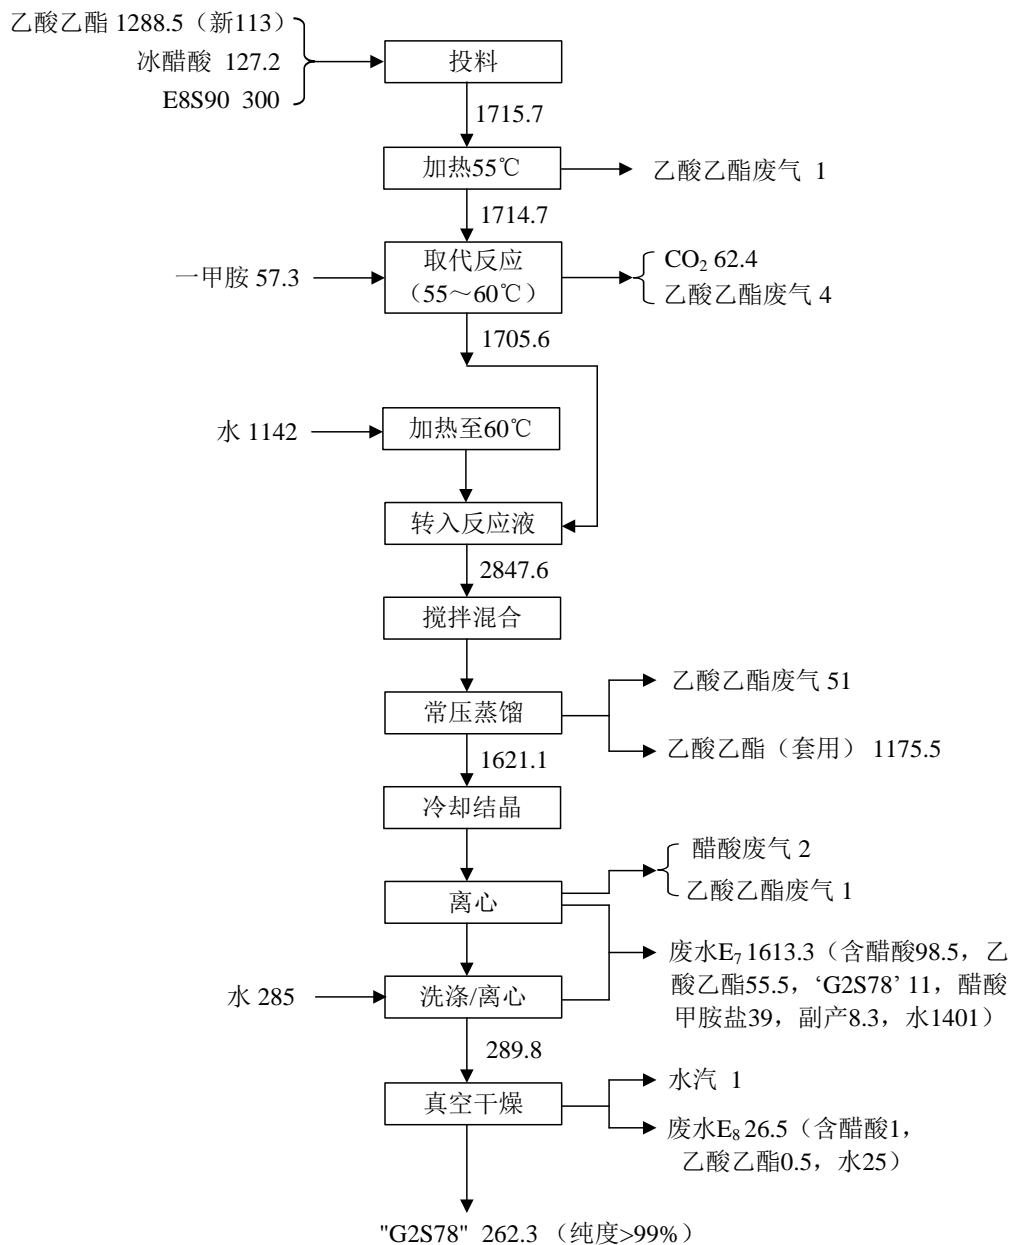 乙酸乙酯 1288.5（新113）
冰醋酸 127.2
E8S90 300
投料
1715.7
加热55℃
乙酸乙酯废气 1
1714.7
一甲胺 57.3
取代反应
（55～60℃）
CO₂ 62.4
乙酸乙酯废气 4
1705.6
水 1142
加热至60℃
转入反应液
2847.6
搅拌混合
常压蒸馏
乙酸乙酯废气 51
乙酸乙酯（套用） 1175.5
1621.1
冷却结晶
离心
醋酸废气 2
乙酸乙酯废气 1
废水E₇ 1613.3（含醋酸98.5，乙
酸乙酯55.5，‘G2S78’ 11，醋酸
甲胺盐39，副产8.3，水1401）
水 285
洗涤/离心
289.8
真空干燥
水汽 1
废水E₈ 26.5（含醋酸1，
乙酸乙酯0.5，水25）
"G2S78" 262.3 （纯度>99%）